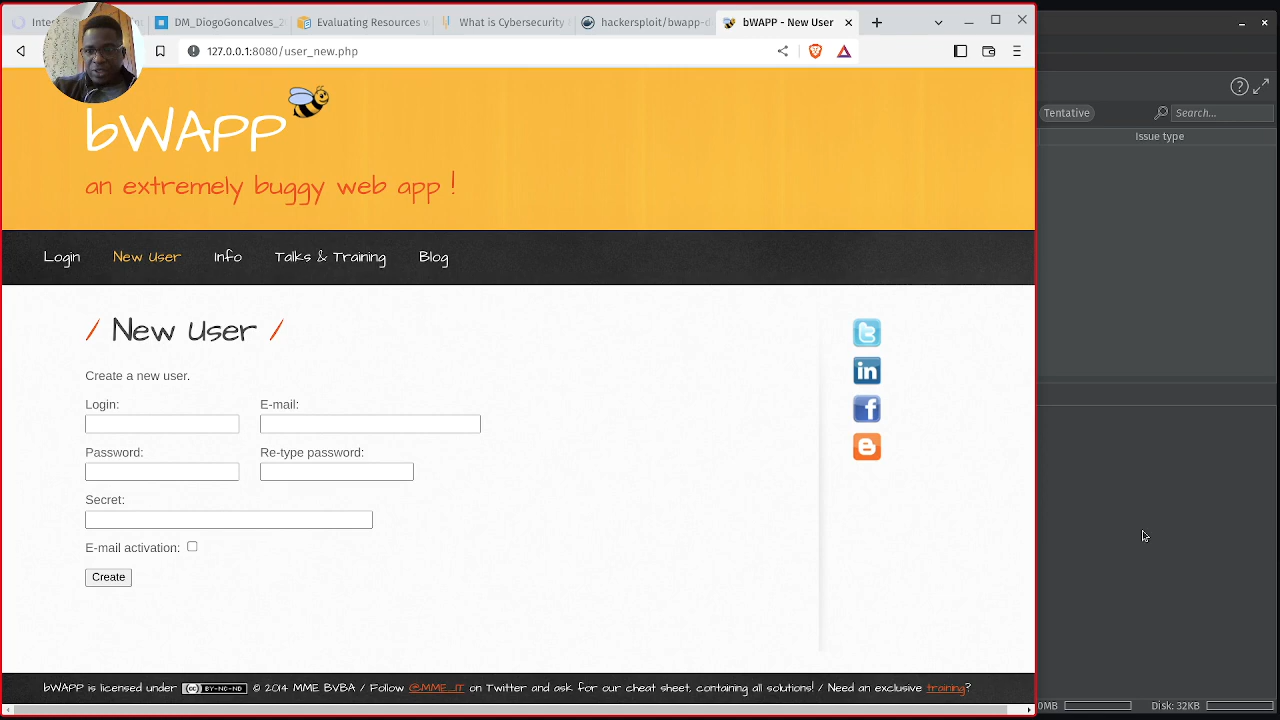 DM_DiogoGoncalves_2
Evaluating Resources w
What is Cybersecurity
hackersploit/bwapp-d
bWAPP - New User
127.0.0.1:8080/user_new.php
bWAPP
an extremely buggy web app !
Login New User Info Talks & Training Blog
/ New User /
Create a new user.
Login: E-mail:
Password: Re-type password:
Secret:
E-mail activation:
Create
bWAPP is licensed under cc BY-NC-ND © 2014 MME BVBA / Follow @MME_IT on Twitter and ask for our cheat sheet, containing all solutions! / Need an exclusive training?
Tentative
Search...
Issue type
0MB Disk: 32KB